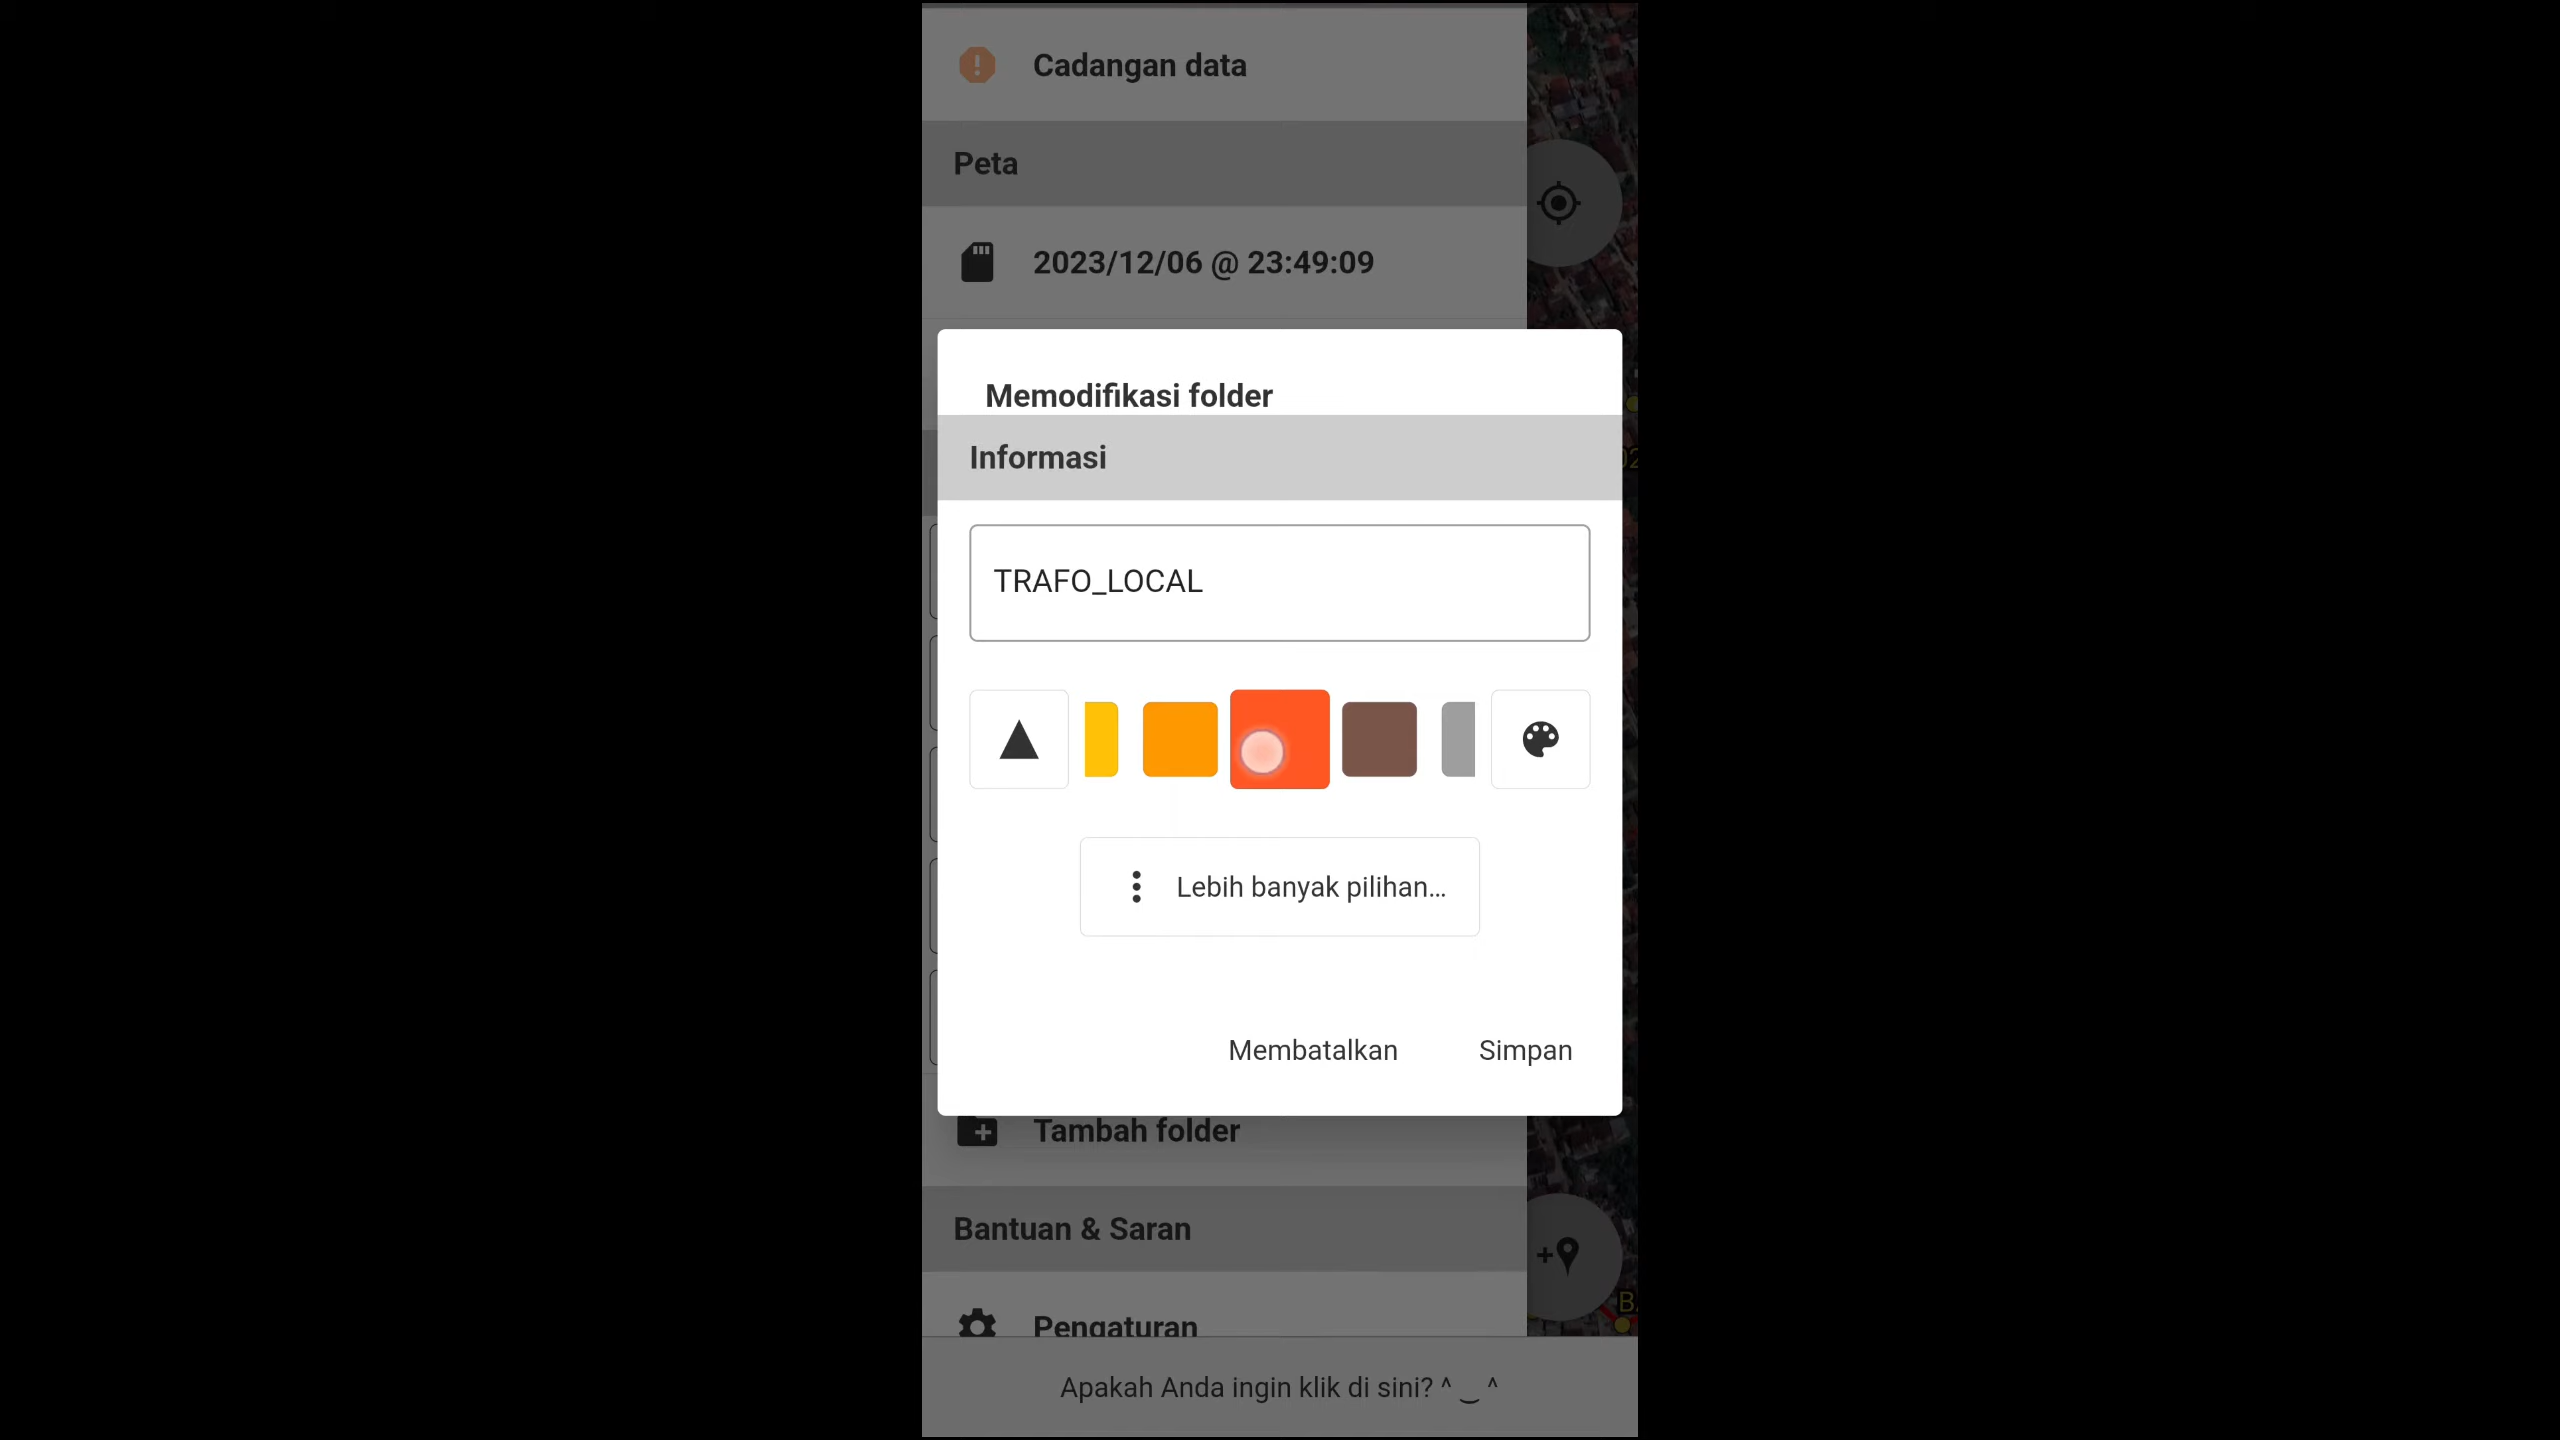 Cadangan data
Peta
2023/12/06 @ 23:49:09
Memodifikasi folder
Informasi
TRAFO_LOCAL
Lebih banyak pilihan...
Membatalkan
Simpan
Tambah folder
Bantuan & Saran
Pengaturan
Apakah Anda ingin klik di sini? ^ ‿ ^